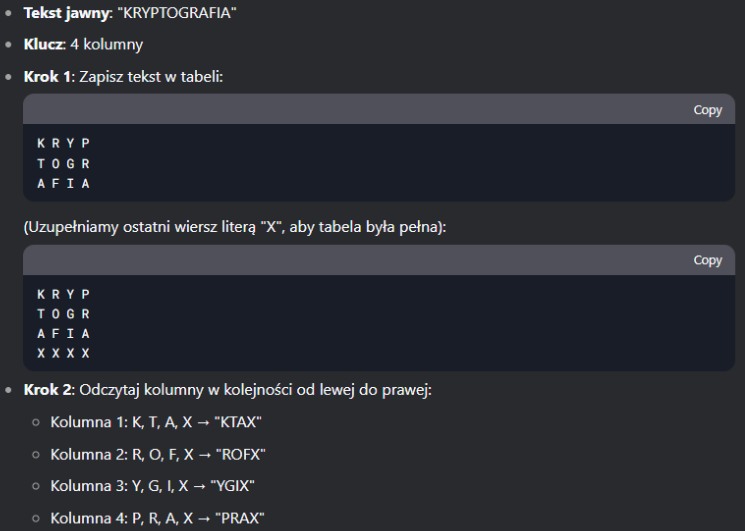 • Tekst jawny: "KRYPTOGRAFIA"
• Klucz: 4 kolumny
• Krok 1: Zapisz tekst w tabeli:
Copy
K R Y P
T O G R
A F I A
(Uzupełniamy ostatni wiersz literą "X", aby tabela była pełna):
Copy
K R Y P
T O G R
A F I A
X X X X
• Krok 2: Odczytaj kolumny w kolejności od lewej do prawej:
○ Kolumna 1: K, T, A, X → "KTAX"
○ Kolumna 2: R, O, F, X → "ROFX"
○ Kolumna 3: Y, G, I, X → "YGIX"
○ Kolumna 4: P, R, A, X → "PRAX"